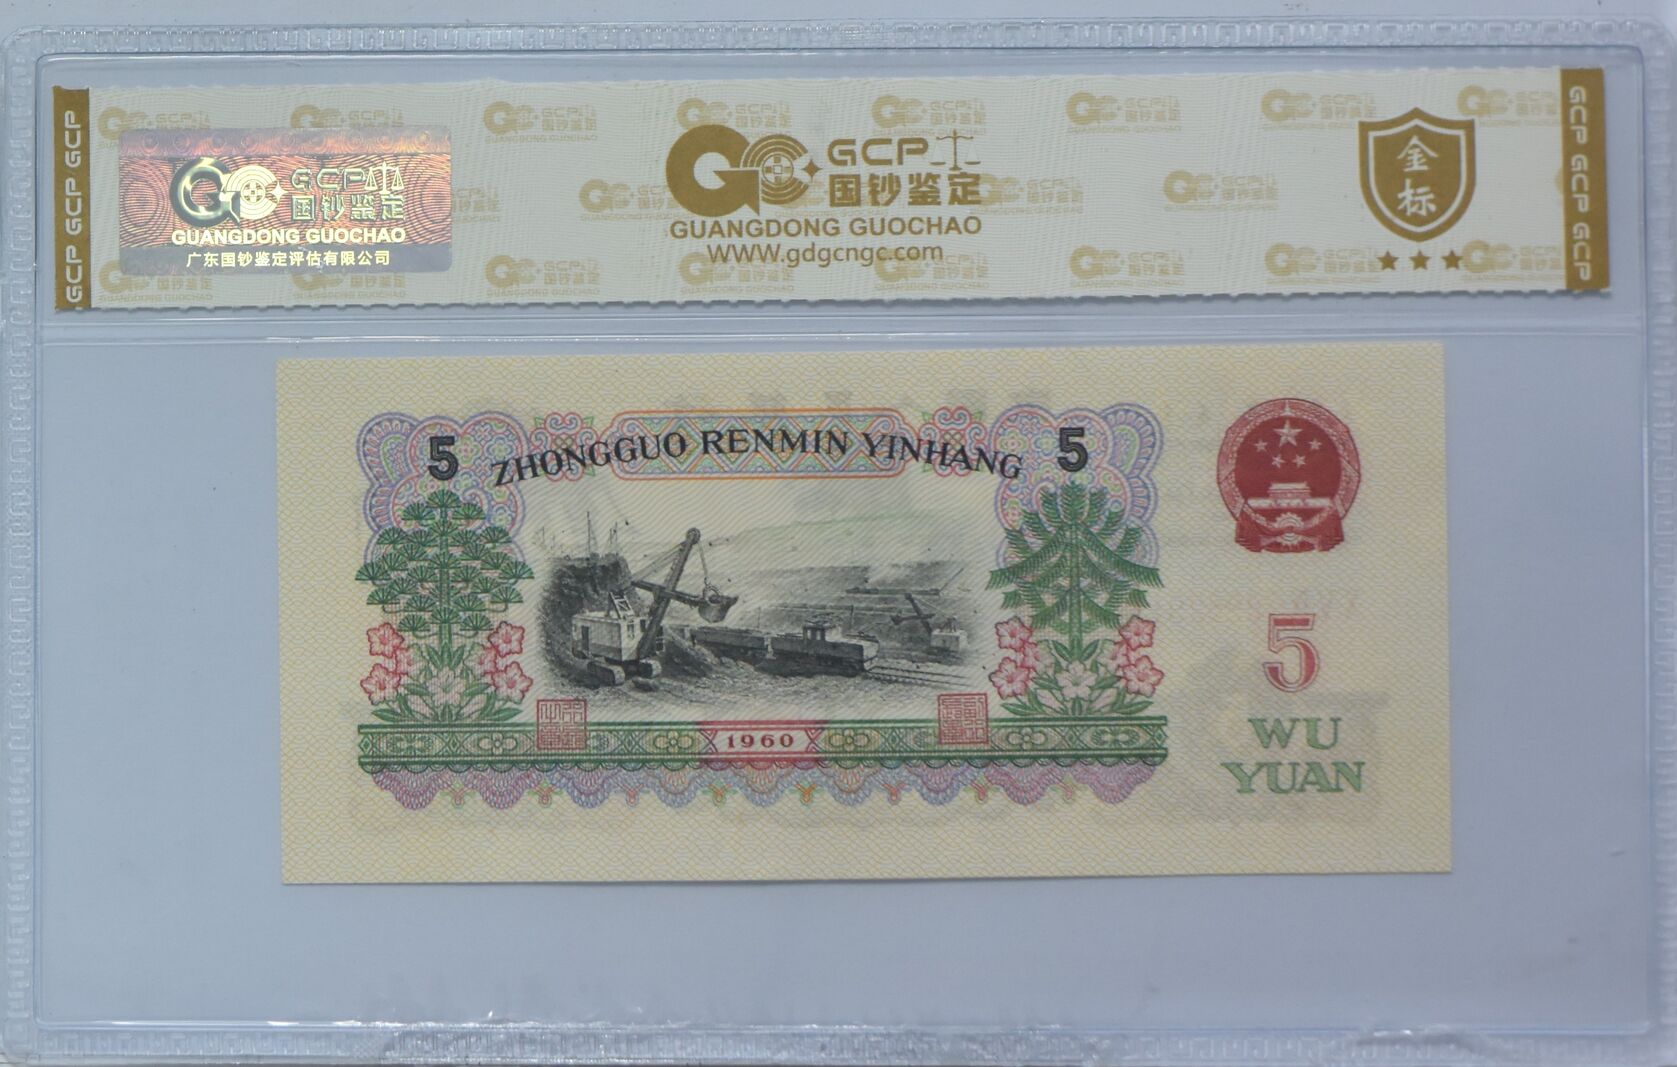 GCP GCP GCP
GCP 国钞鉴定
GUANGDONG GUOCHAO
广东国钞鉴定评估有限公司
GCP
国钞鉴定
GUANGDONG GUOCHAO
WWW.gdgcngc.com
金
标
GCP GCP GCP
5 ZHONGGUO RENMIN YINHANG 5
1960
5
WU
YUAN